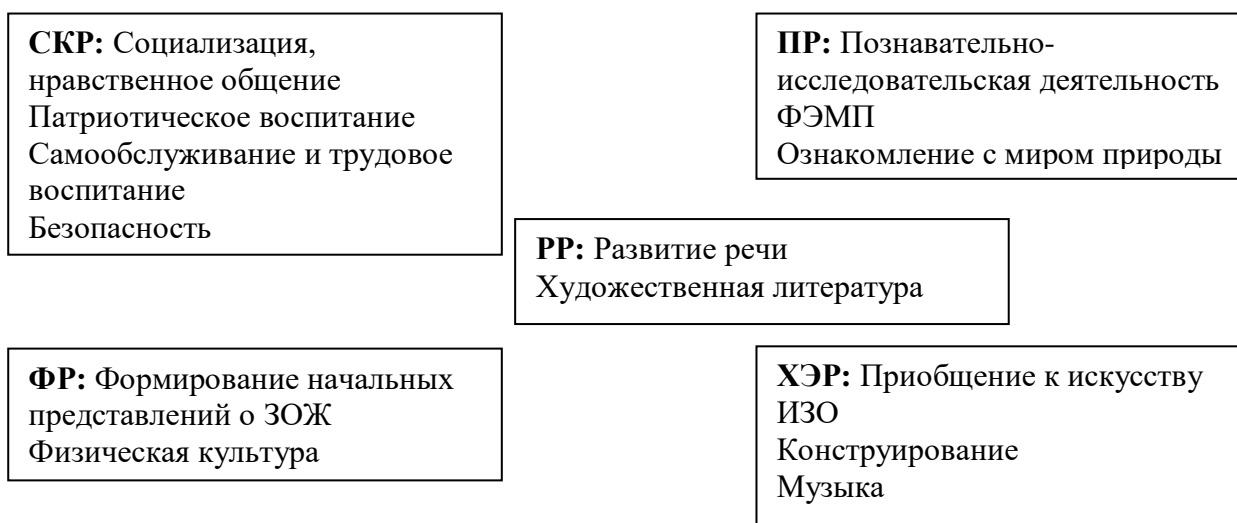 СКР: Социализация,
нравственное общение
Патриотическое воспитание
Самообслуживание и трудовое
воспитание
Безопасность
ПР: Познавательно-
исследовательская деятельность
ФЭМП
Ознакомление с миром природы
РР: Развитие речи
Художественная литература
ФР: Формирование начальных
представлений о ЗОЖ
Физическая культура
ХЭР: Приобщение к искусству
ИЗО
Конструирование
Музыка